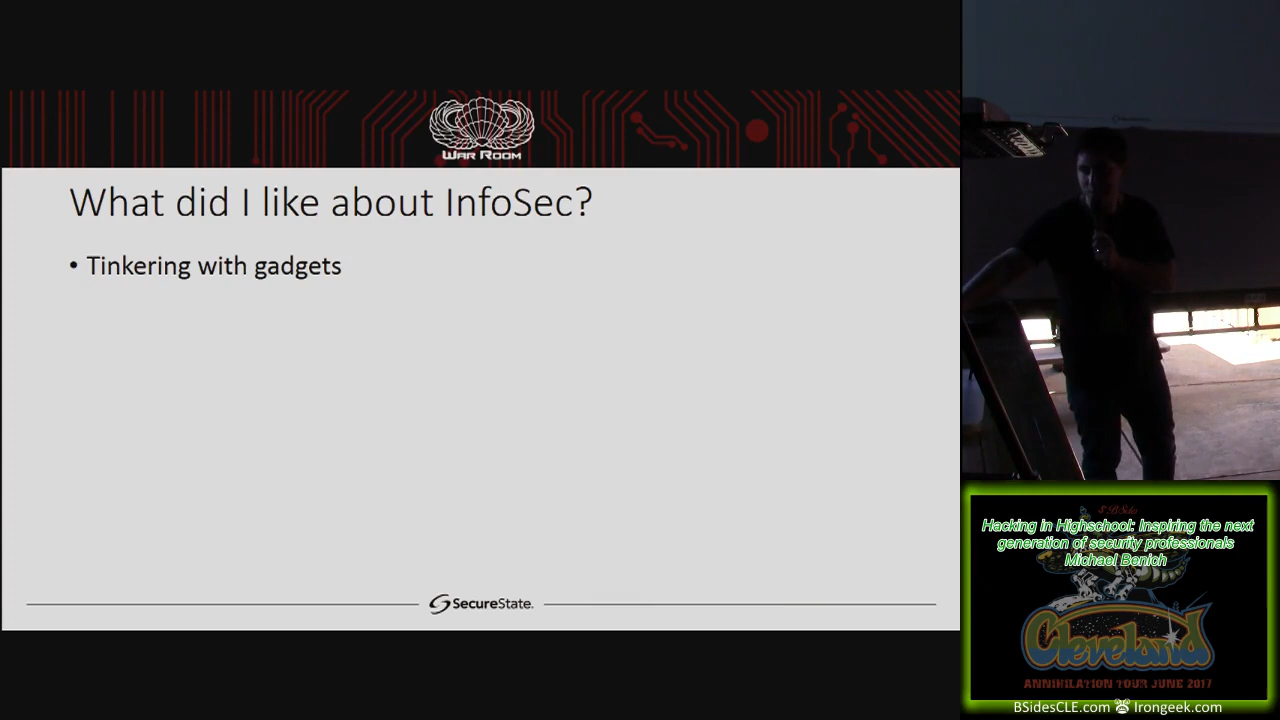 WAR ROOM
What did I like about InfoSec?
• Tinkering with gadgets
SecureState.
BSides
Hacking in Highschool: Inspiring the next
generation of security professionals
Michael Benich
Cleveland
ANNIHILATION TOUR JUNE 2017
BSidesCLE.com Irongeek.com